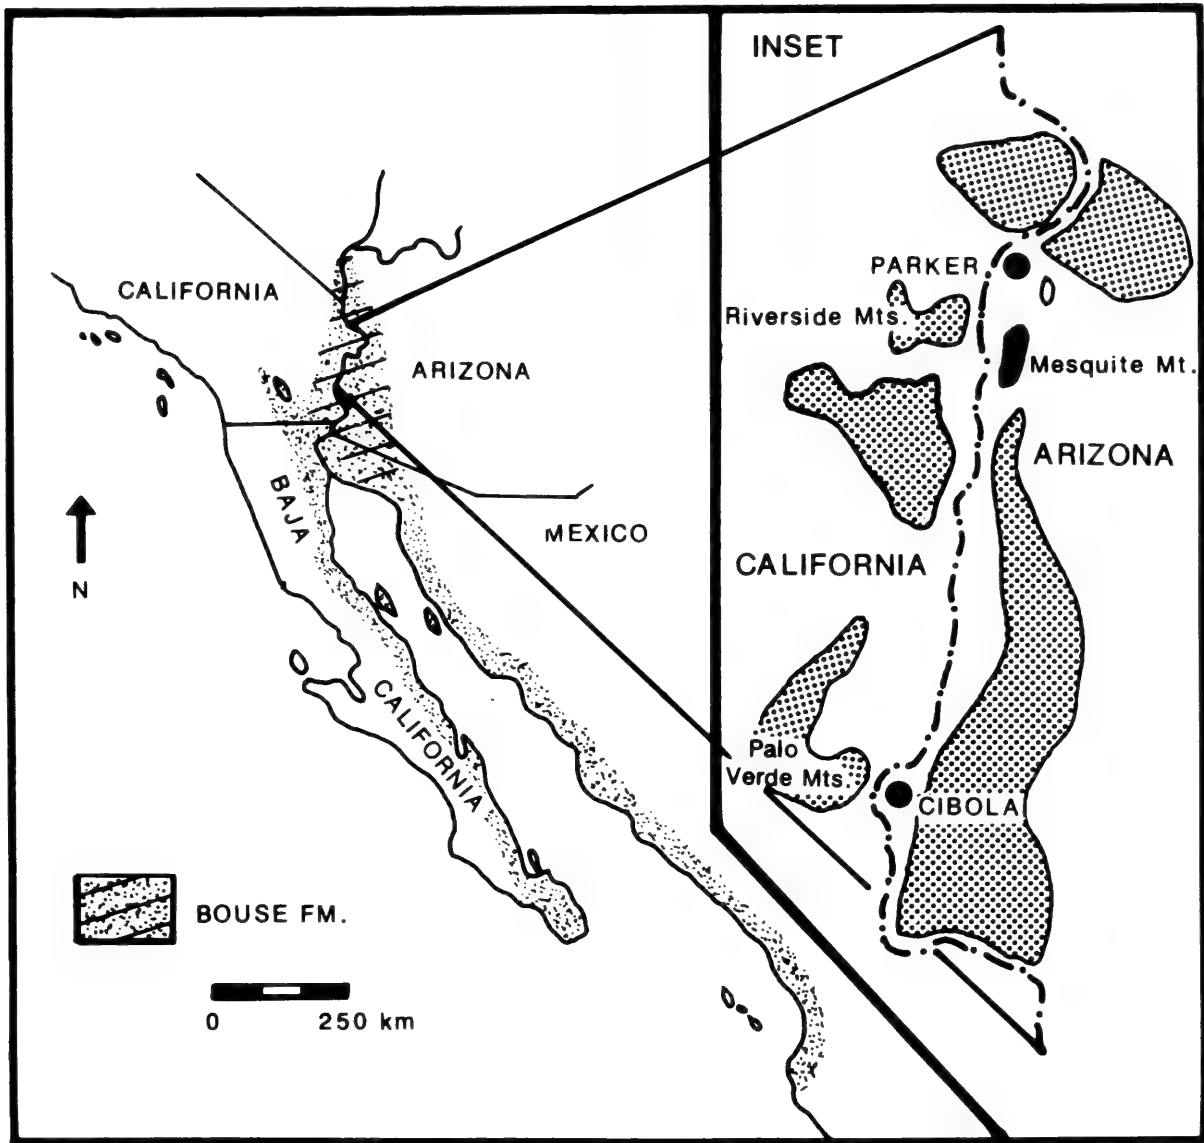 CALIFORNIA
ARIZONA
BAJA
CALIFORNIA
MEXICO
N
BOUSE FM.
0 250 km
INSET
PARKER
Riverside Mts.
Mesquite Mt.
ARIZONA
CALIFORNIA
Palo
Verde Mts
CIBOLA